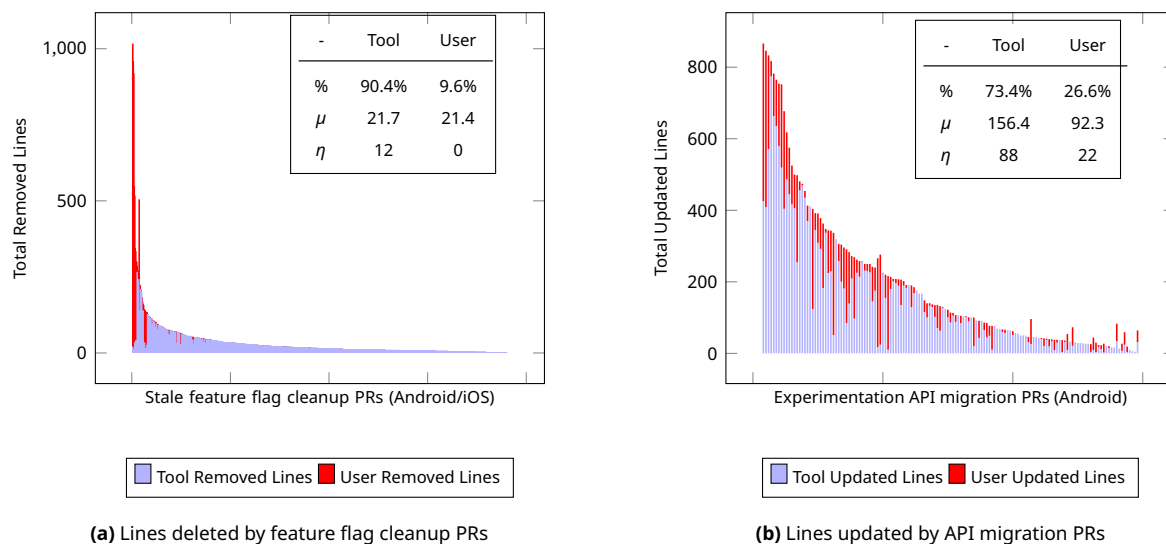 1,000
500
0
Total Removed Lines
- Tool User
% 90.4% 9.6%
μ 21.7 21.4
η 12 0
Stale feature flag cleanup PRs (Android/iOS)
Tool Removed Lines User Removed Lines
(a) Lines deleted by feature flag cleanup PRs
800
600
400
200
0
Total Updated Lines
- Tool User
% 73.4% 26.6%
μ 156.4 92.3
η 88 22
Experimentation API migration PRs (Android)
Tool Updated Lines User Updated Lines
(b) Lines updated by API migration PRs